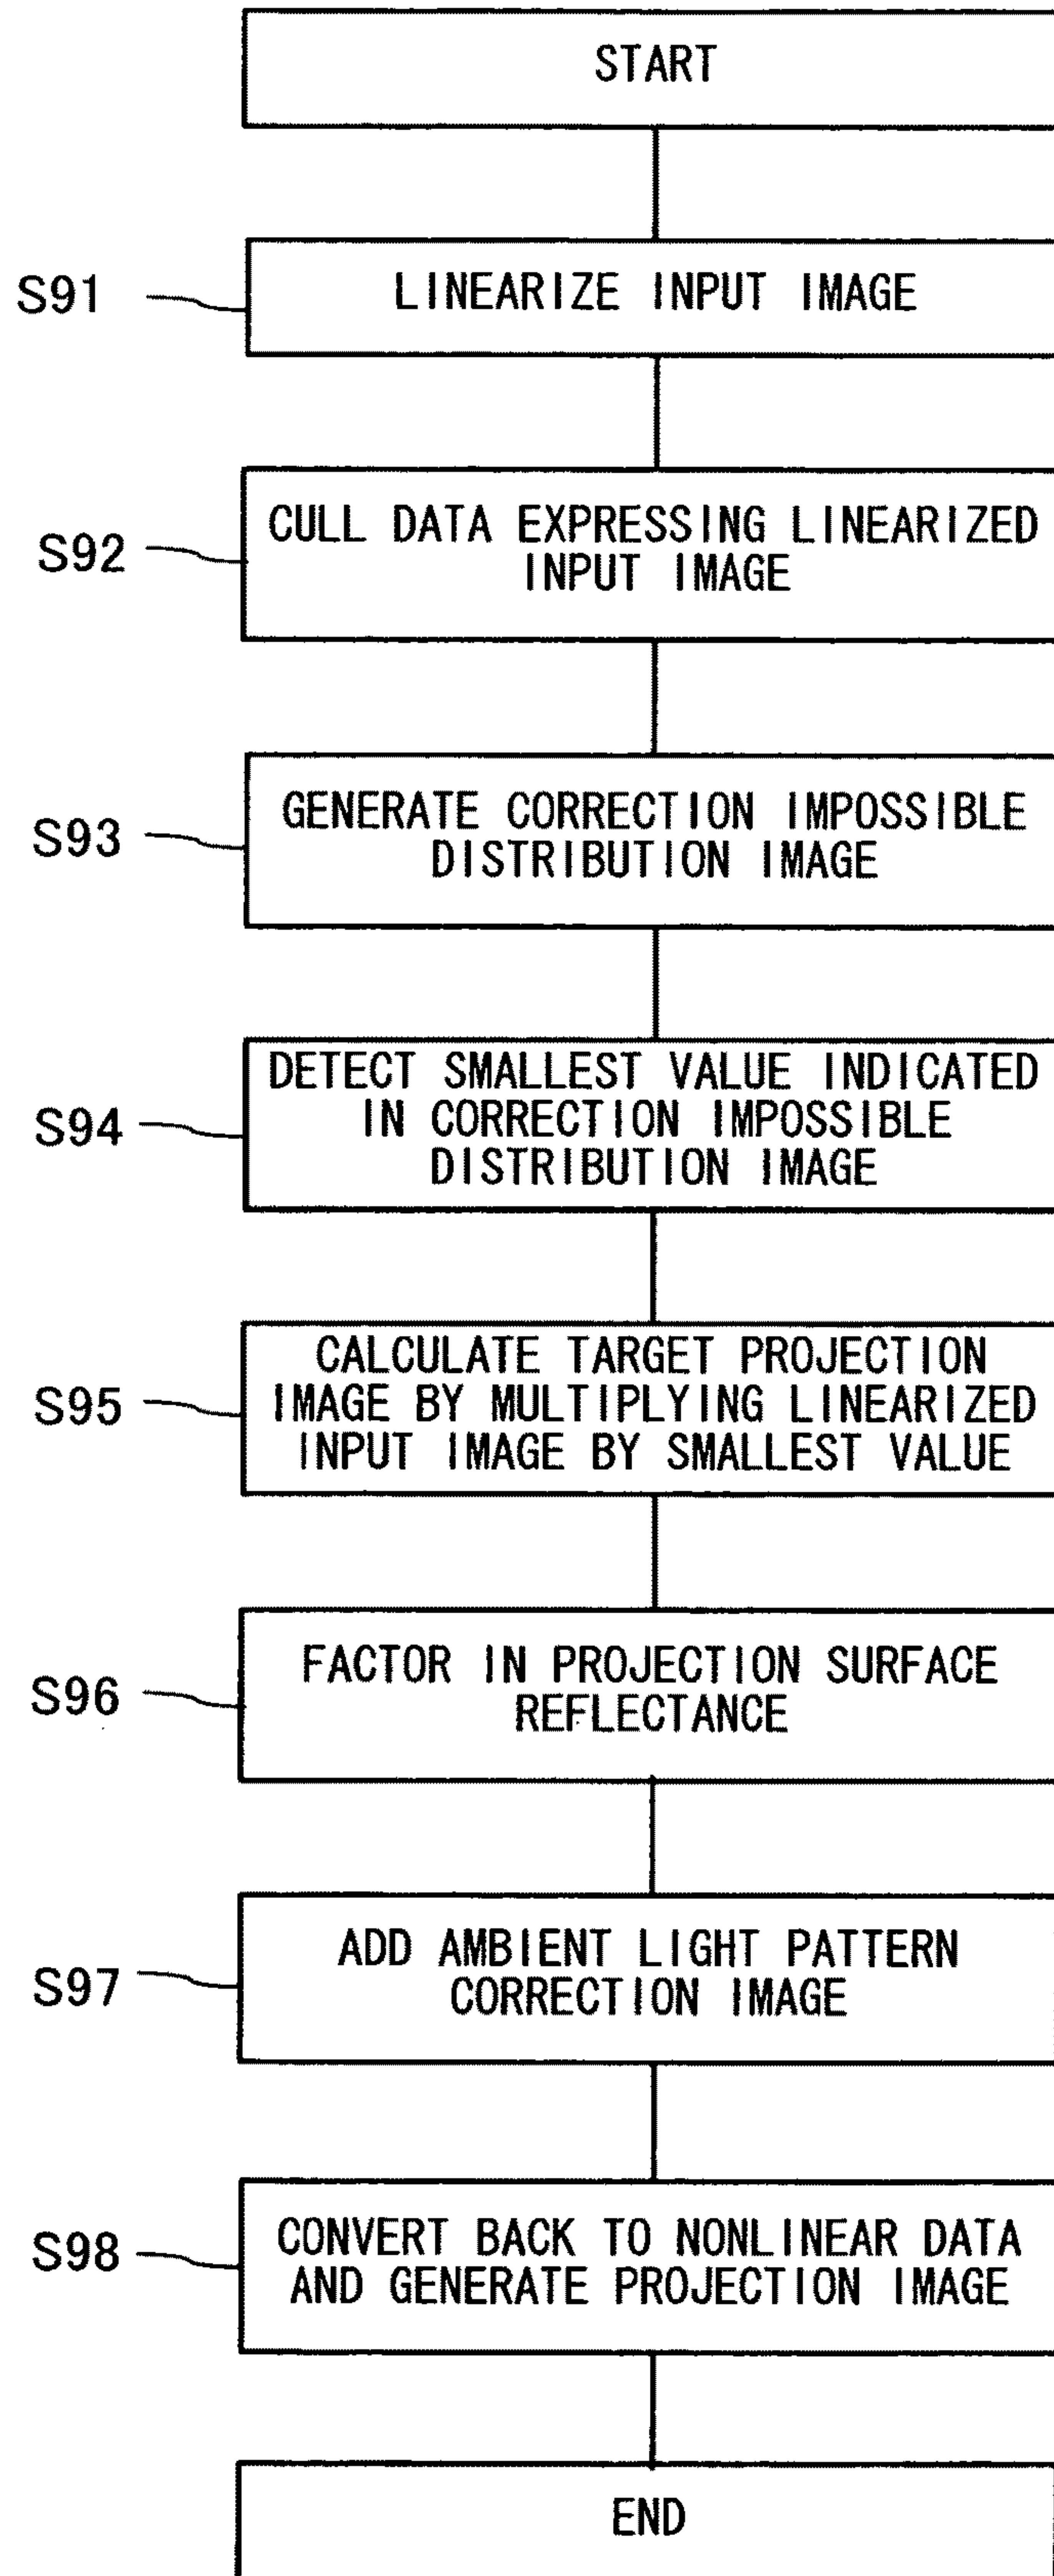 START
S91
LINEARIZE INPUT IMAGE
S92
CULL DATA EXPRESSING LINEARIZED
INPUT IMAGE
S93
GENERATE CORRECTION IMPOSSIBLE
DISTRIBUTION IMAGE
S94
DETECT SMALLEST VALUE INDICATED
IN CORRECTION IMPOSSIBLE
DISTRIBUTION IMAGE
S95
CALCULATE TARGET PROJECTION
IMAGE BY MULTIPLYING LINEARIZED
INPUT IMAGE BY SMALLEST VALUE
S96
FACTOR IN PROJECTION SURFACE
REFLECTANCE
S97
ADD AMBIENT LIGHT PATTERN
CORRECTION IMAGE
S98
CONVERT BACK TO NONLINEAR DATA
AND GENERATE PROJECTION IMAGE
END